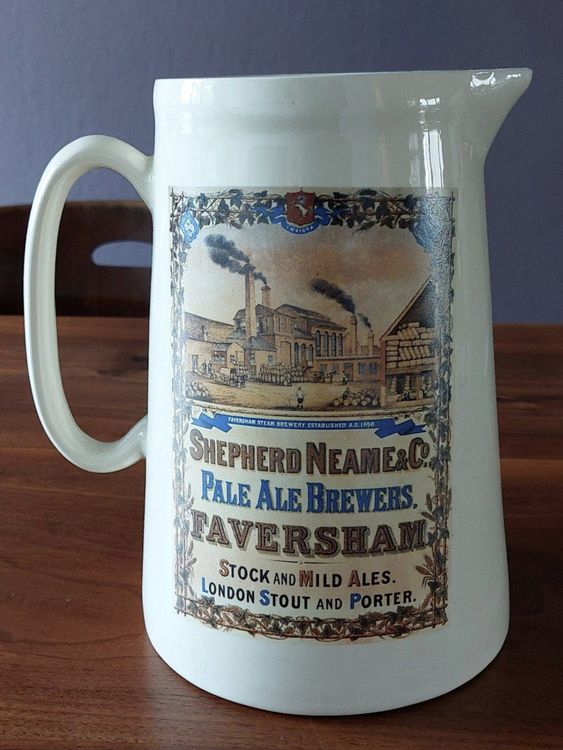 INVICTA
FAVERSHAM STEAM BREWERY ESTABLISHED A.D. 1698
SHEPHERD NEAME & CO.
PALE ALE BREWERS.
FAVERSHAM
STOCK AND MILD ALES.
LONDON STOUT AND PORTER.